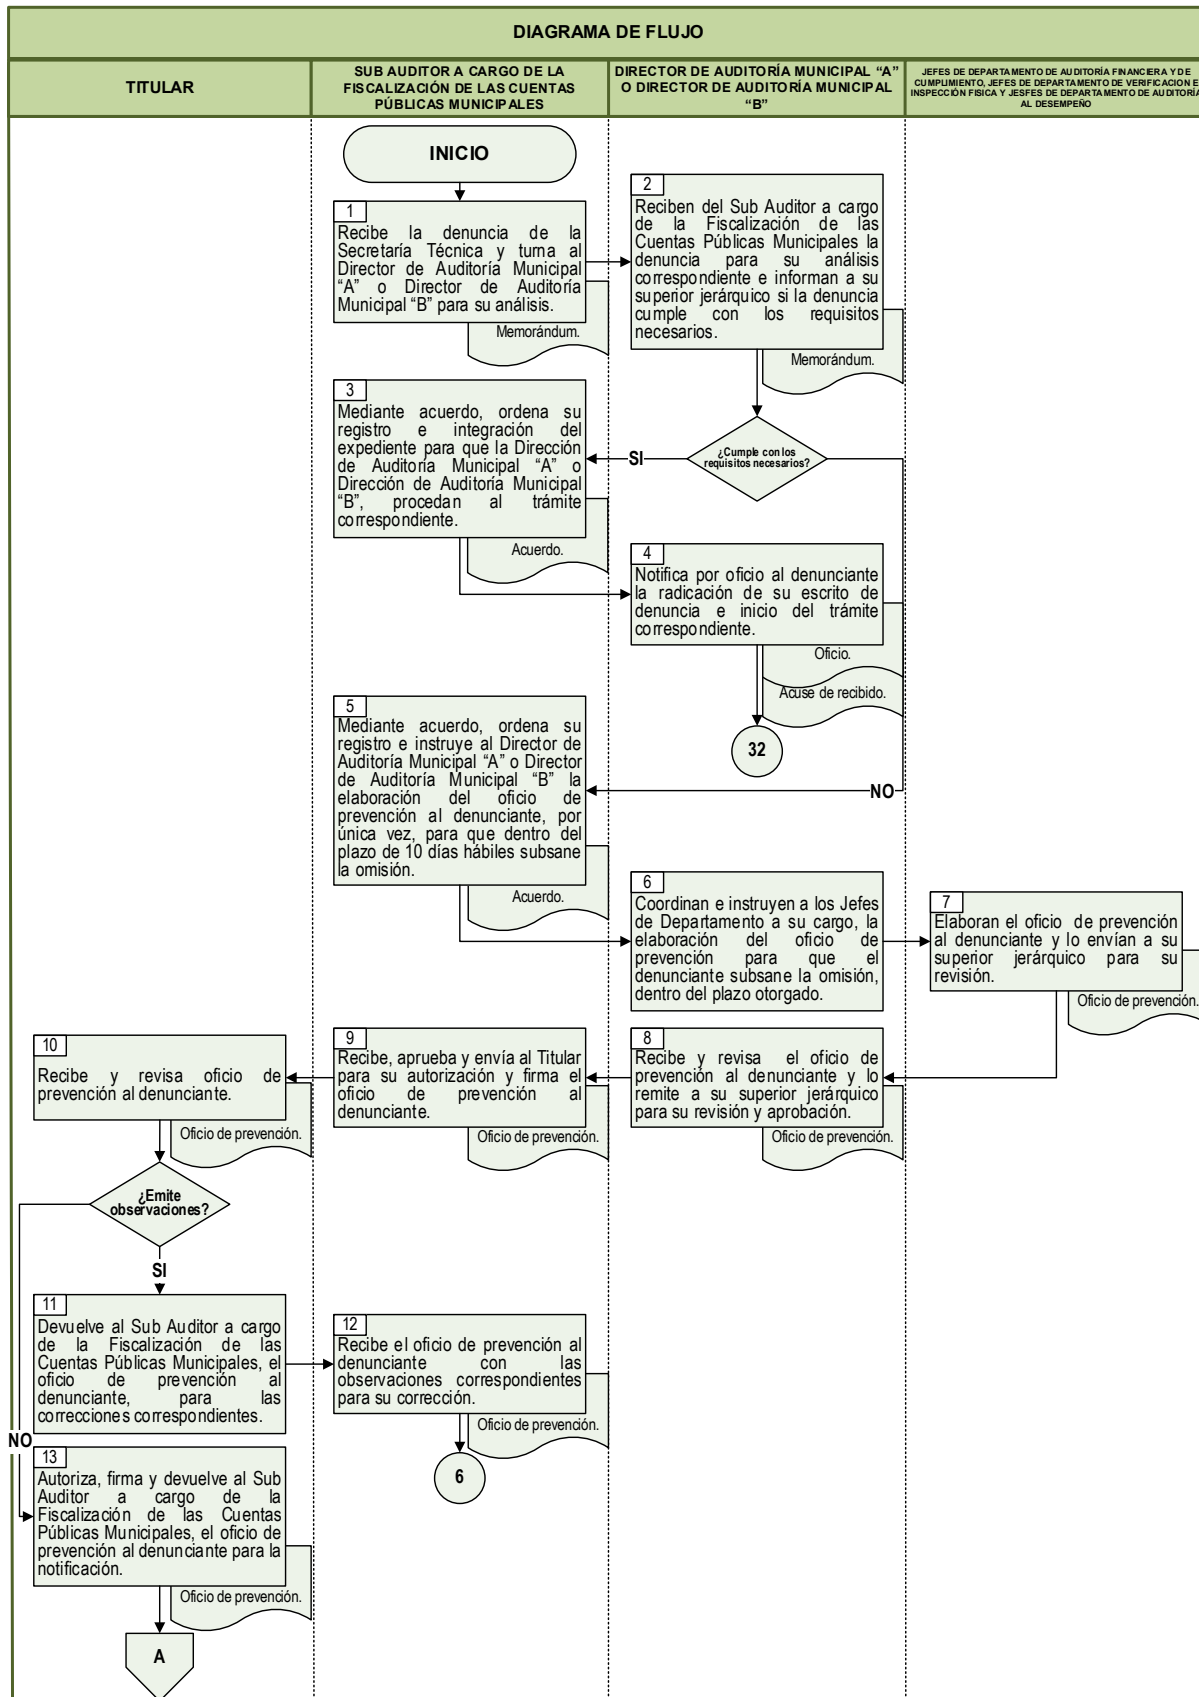 DIAGRAMA DE FLUJO
TITULAR
SUB AUDITOR A CARGO DE LA
FISCALIZACIÓN DE LAS CUENTAS
PÚBLICAS MUNICIPALES
DIRECTOR DE AUDITORÍA MUNICIPAL “A”
O DIRECTOR DE AUDITORÍA MUNICIPAL
“B”
JEFES DE DEPARTAMENTO DE AUDITORÍA FINANCIERA Y DE
CUMPLIMIENTO, JEFES DE DEPARTAMENTO DE VERIFICACION E
INSPECCIÓN FISICA Y JESFES DE DEPARTAMENTO DE AUDITORÍA
AL DESEMPEÑO
INICIO
1
Recibe la denuncia de la
Secretaría Técnica y turna al
Director de Auditoría Municipal
“A” o Director de Auditoría
Municipal “B” para su análisis.
Memorándum.
2
Reciben del Sub Auditor a cargo
de la Fiscalización de las
Cuentas Públicas Municipales la
denuncia para su análisis
correspondiente e informan a su
superior jerárquico si la denuncia
cumple con los requisitos
necesarios.
Memorándum.
¿Cumple con los
requisitos necesarios?
SI
3
Mediante acuerdo, ordena su
registro e integración del
expediente para que la Dirección
de Auditoría Municipal “A” o
Dirección de Auditoría Municipal
“B”, procedan al trámite
correspondiente.
Acuerdo.
4
Notifica por oficio al denunciante
la radicación de su escrito de
denuncia e inicio del trámite
correspondiente.
Oficio.
Acuse de recibido.
32
NO
5
Mediante acuerdo, ordena su
registro e instruye al Director de
Auditoría Municipal “A” o Director
de Auditoría Municipal “B” la
elaboración del oficio de
prevención al denunciante, por
única vez, para que dentro del
plazo de 10 días hábiles subsane
la omisión.
Acuerdo.
6
Coordinan e instruyen a los Jefes
de Departamento a su cargo, la
elaboración del oficio de
prevención para que el
denunciante subsane la omisión,
dentro del plazo otorgado.
7
Elaboran el oficio de prevención
al denunciante y lo envían a su
superior jerárquico para su
revisión.
Oficio de prevención.
8
Recibe y revisa el oficio de
prevención al denunciante y lo
remite a su superior jerárquico
para su revisión y aprobación.
Oficio de prevención.
9
Recibe, aprueba y envía al Titular
para su autorización y firma el
oficio de prevención al
denunciante.
Oficio de prevención.
10
Recibe y revisa oficio de
prevención al denunciante.
Oficio de prevención.
¿Emite
observaciones?
SI
11
Devuelve al Sub Auditor a cargo
de la Fiscalización de las
Cuentas Públicas Municipales, el
oficio de prevención al
denunciante, para las
correcciones correspondientes.
12
Recibe el oficio de prevención al
denunciante con las
observaciones correspondientes
para su corrección.
Oficio de prevención.
6
NO
13
Autoriza, firma y devuelve al Sub
Auditor a cargo de la
Fiscalización de las Cuentas
Públicas Municipales, el oficio de
prevención al denunciante para la
notificación.
Oficio de prevención.
A